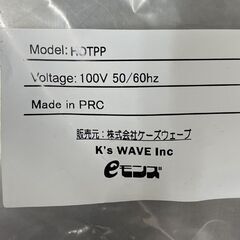 Model: HOTPP
Voltage: 100V 50/60hz
Made in PRC
販売元：株式会社ケーズウェーブ
K's WAVE Inc
eモンズ